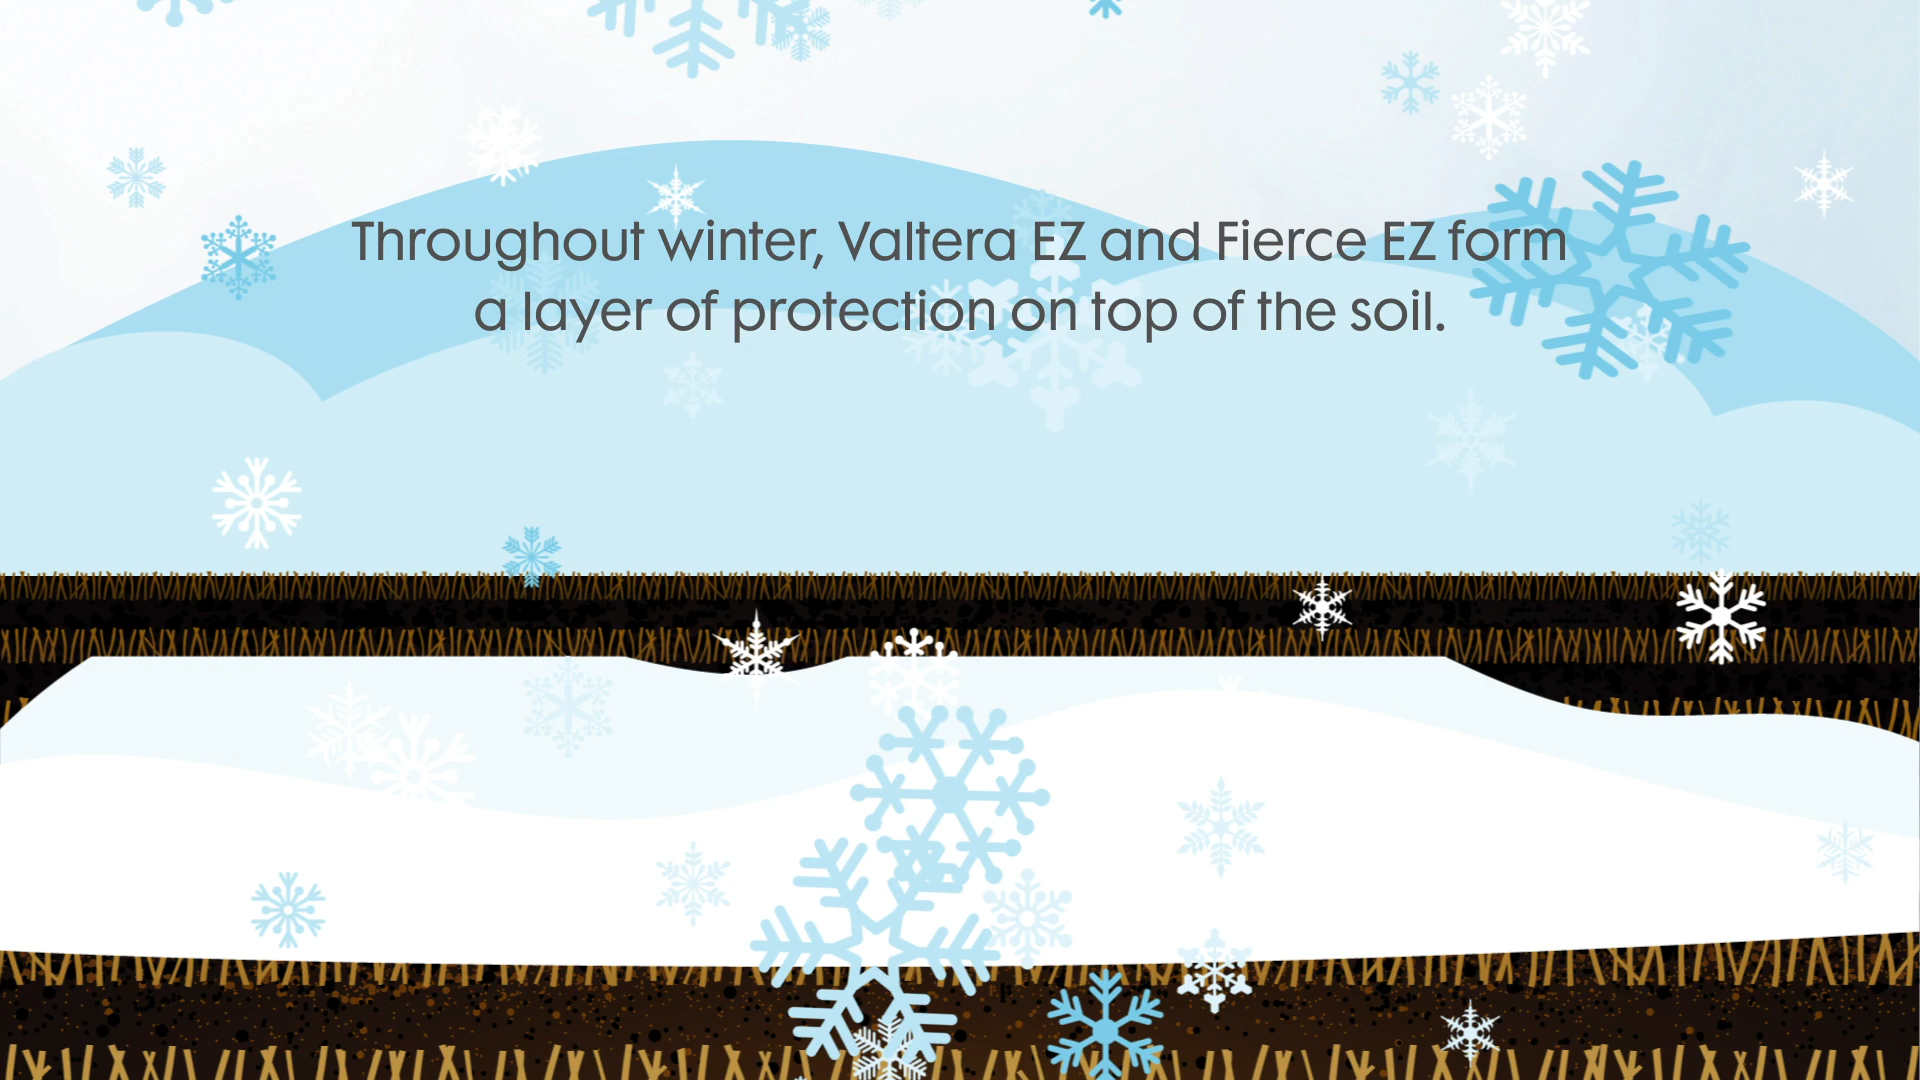 Throughout winter, Valtera EZ and Fierce EZ form
a layer of protection on top of the soil.